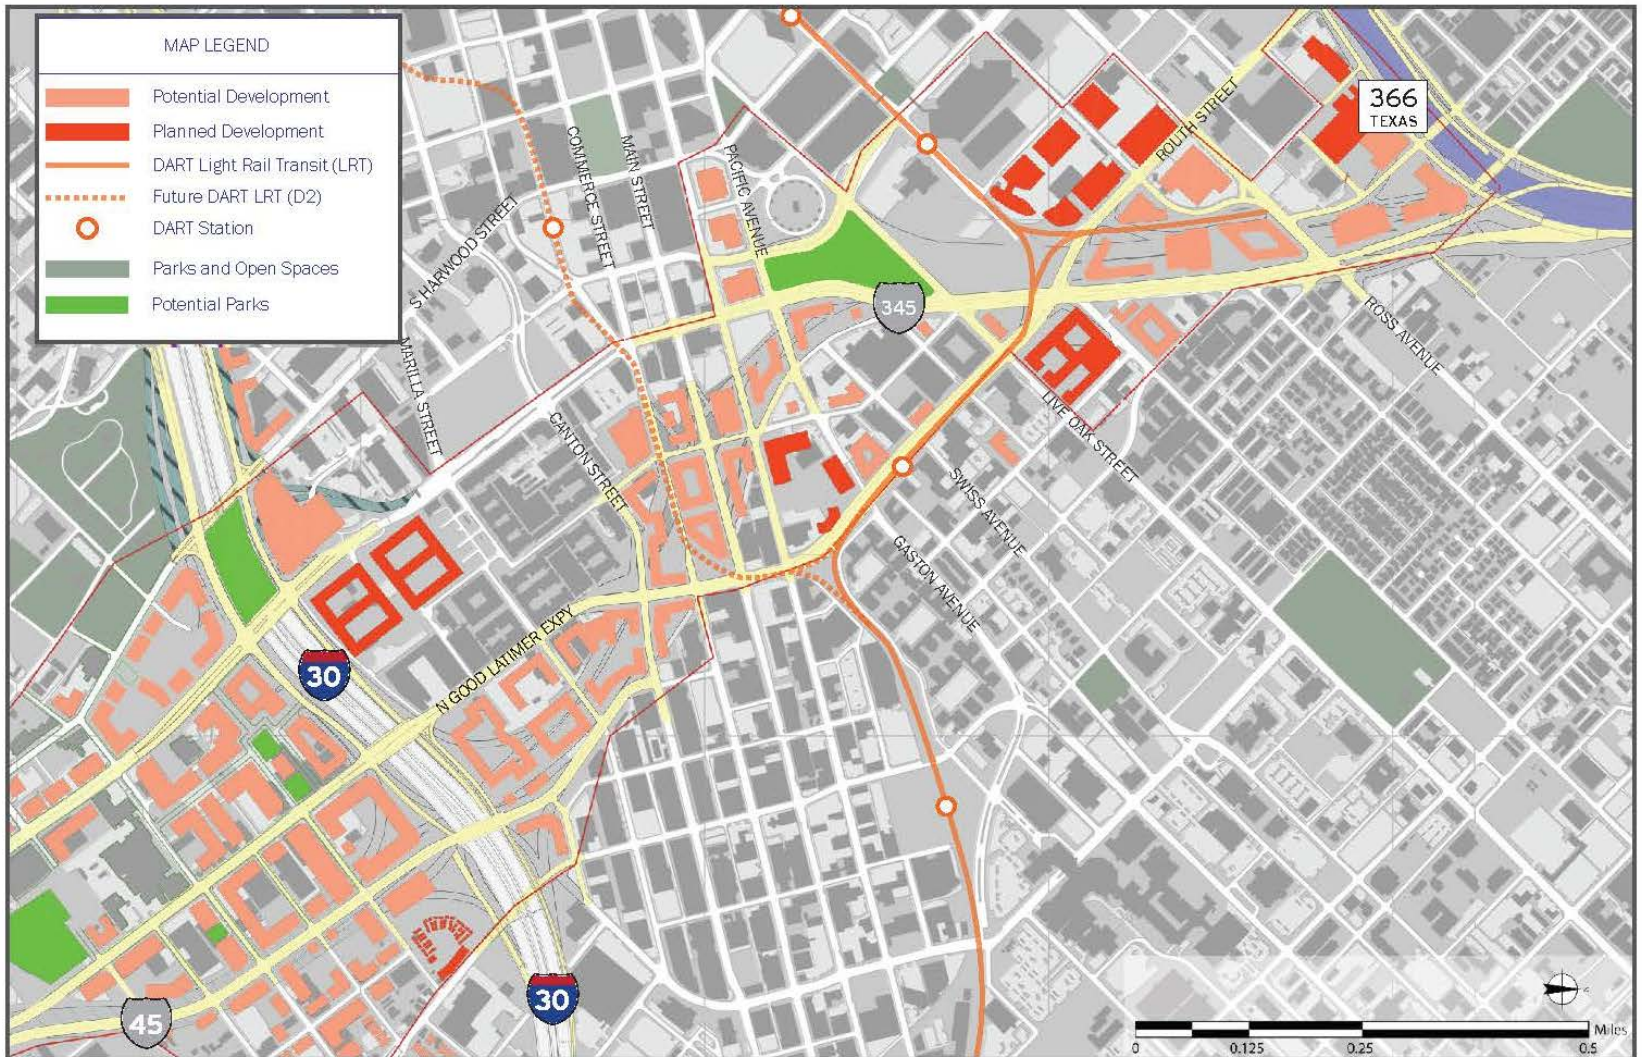 MAP LEGEND
Potential Development
Planned Development
DART Light Rail Transit (LRT)
Future DART LRT (D2)
DART Station
Parks and Open Spaces
Potential Parks
366
TEXAS
ROUTH STREET
COMMERCE STREET
MAIN STREET
PACIFIC AVENUE
S HARWOOD STREET
345
ROSS AVENUE
MARILLA STREET
CANTON STREET
LIVE OAK STREET
SWISS AVENUE
GASTON AVENUE
N GOOD LATIMER EXPY
30
30
45
Miles
0
0.125
0.25
0.5